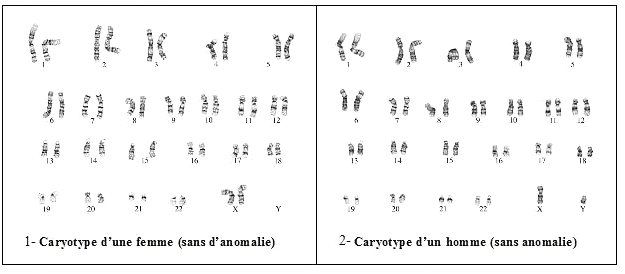 1 2 3 4 5
6 7 8 9 10 11 12
13 14 15 16 17 18
19 20 21 22 X Y
1- Caryotype d'une femme (sans d'anomalie)
1 2 3 4 5
6 7 8 9 10 11 12
13 14 15 16 17 18
19 20 21 22 X Y
2- Caryotype d'un homme (sans anomalie)